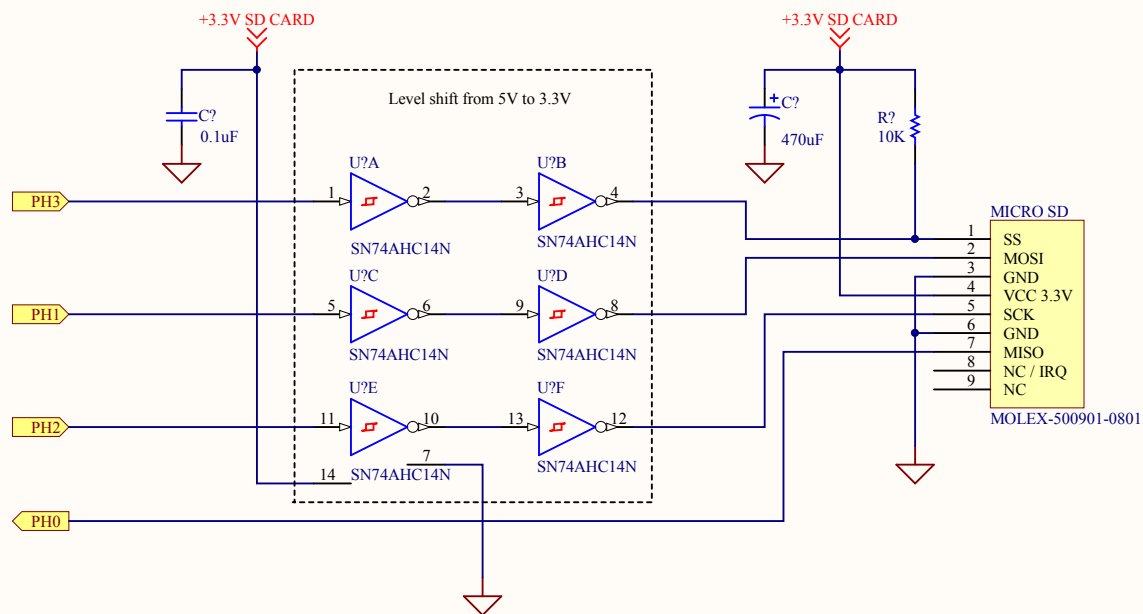 +3.3V SD CARD
+3.3V SD CARD
Level shift from 5V to 3.3V
C?
0.1uF
C?
470uF
+
R?
10K
U?A
U?B
PH3
1
2
3
4
SN74AHC14N
SN74AHC14N
MICRO SD
1 SS
2 MOSI
3 GND
4 VCC 3.3V
5 SCK
6 GND
7 MISO
8 NC / IRQ
9 NC
MOLEX-500901-0801
U?C
U?D
PH1
5
6
9
8
SN74AHC14N
SN74AHC14N
U?E
U?F
PH2
11
10
13
12
7
SN74AHC14N
SN74AHC14N
14
PH0